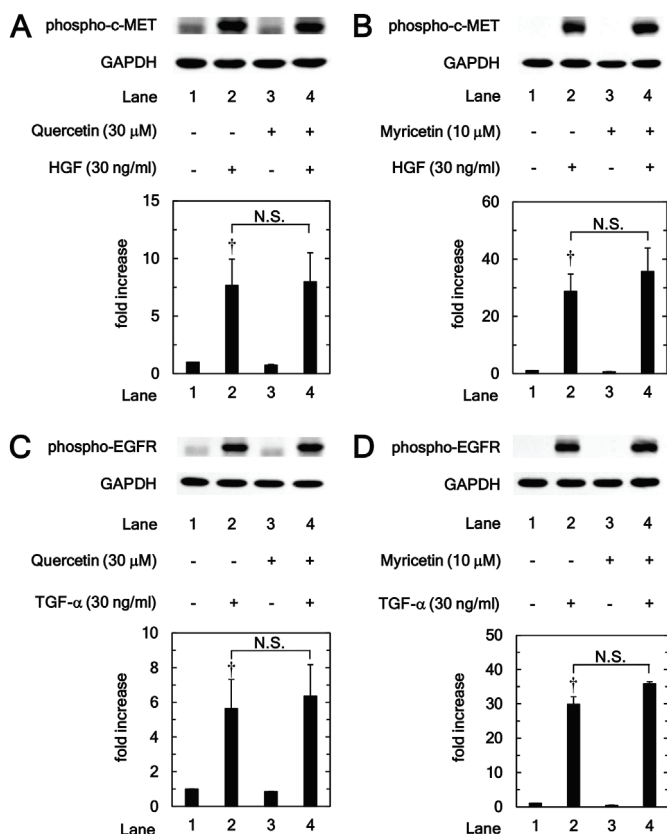 A
phospho-c-MET
GAPDH
Lane 1 2 3 4
Quercetin (30 μM) - - + +
HGF (30 ng/ml) - + - +
15
10
5
0
fold increase
N.S.
†
Lane 1 2 3 4
B
phospho-c-MET
GAPDH
Lane 1 2 3 4
Myricetin (10 μM) - - + +
HGF (30 ng/ml) - + - +
60
40
20
0
fold increase
N.S.
†
Lane 1 2 3 4
C
phospho-EGFR
GAPDH
Lane 1 2 3 4
Quercetin (30 μM) - - + +
TGF-α (30 ng/ml) - + - +
10
8
6
4
2
0
fold increase
N.S.
†
Lane 1 2 3 4
D
phospho-EGFR
GAPDH
Lane 1 2 3 4
Myricetin (10 μM) - - + +
TGF-α (30 ng/ml) - + - +
50
40
30
20
10
0
fold increase
N.S.
†
Lane 1 2 3 4